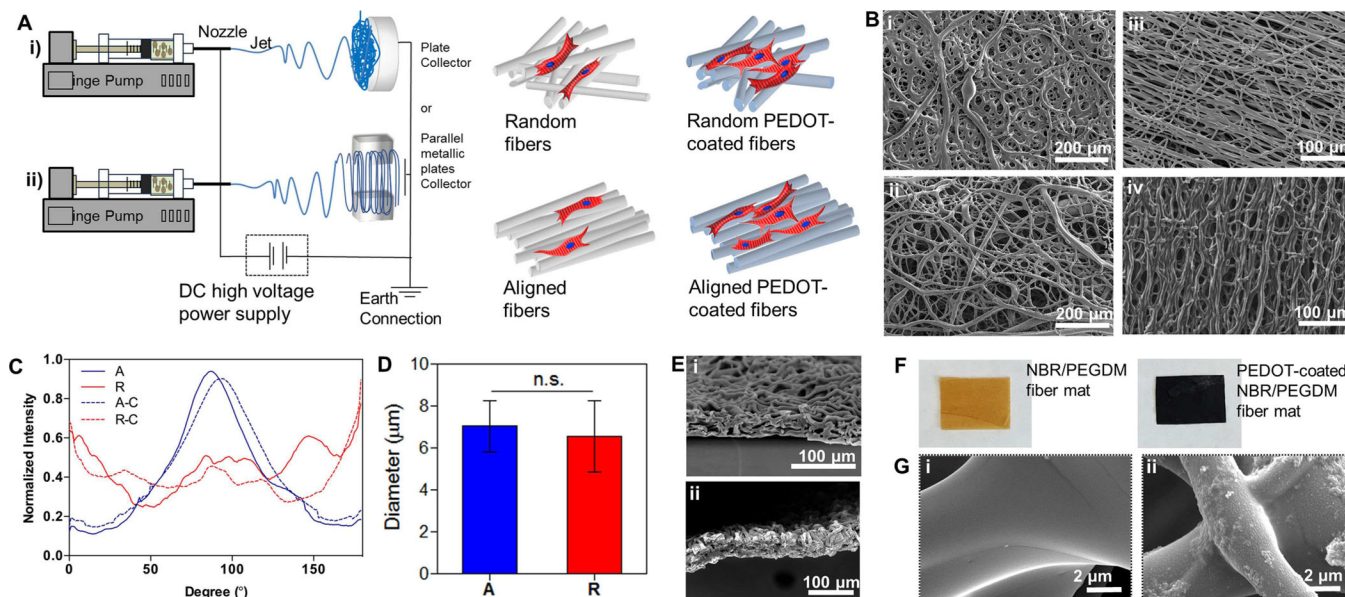 A
i)
Nozzle
Jet
inge Pump
Plate
Collector
or
Parallel
metallic
plates
Collector
ii)
inge Pump
DC high voltage
power supply
Earth
Connection
Random
fibers
Random PEDOT-
coated fibers
Aligned
fibers
Aligned PEDOT-
coated fibers
B
i
200 µm
iii
100 µm
ii
200 µm
iv
100 µm
C
Normalized Intensity
1.0
0.8
0.6
0.4
0.2
0.0
A
R
A-C
R-C
0
50
100
150
Degree (°)
D
Diameter (µm)
10
8
6
4
2
0
n.s.
A
R
E
i
100 µm
ii
100 µm
F
NBR/PEGDM
fiber mat
PEDOT-coated
NBR/PEGDM
fiber mat
G
i
2 µm
ii
2 µm